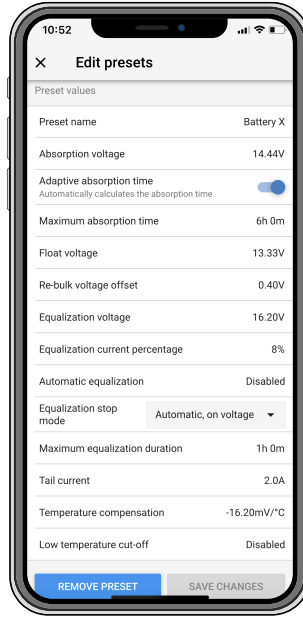 10:52
× Edit presets
Preset values
Preset name Battery X
Absorption voltage 14.44V
Adaptive absorption time
Automatically calculates the absorption time
Maximum absorption time 6h 0m
Float voltage 13.33V
Re-bulk voltage offset 0.40V
Equalization voltage 16.20V
Equalization current percentage 8%
Automatic equalization Disabled
Equalization stop
mode Automatic, on voltage
Maximum equalization duration 1h 0m
Tail current 2.0A
Temperature compensation -16.20mV/°C
Low temperature cut-off Disabled
REMOVE PRESET SAVE CHANGES